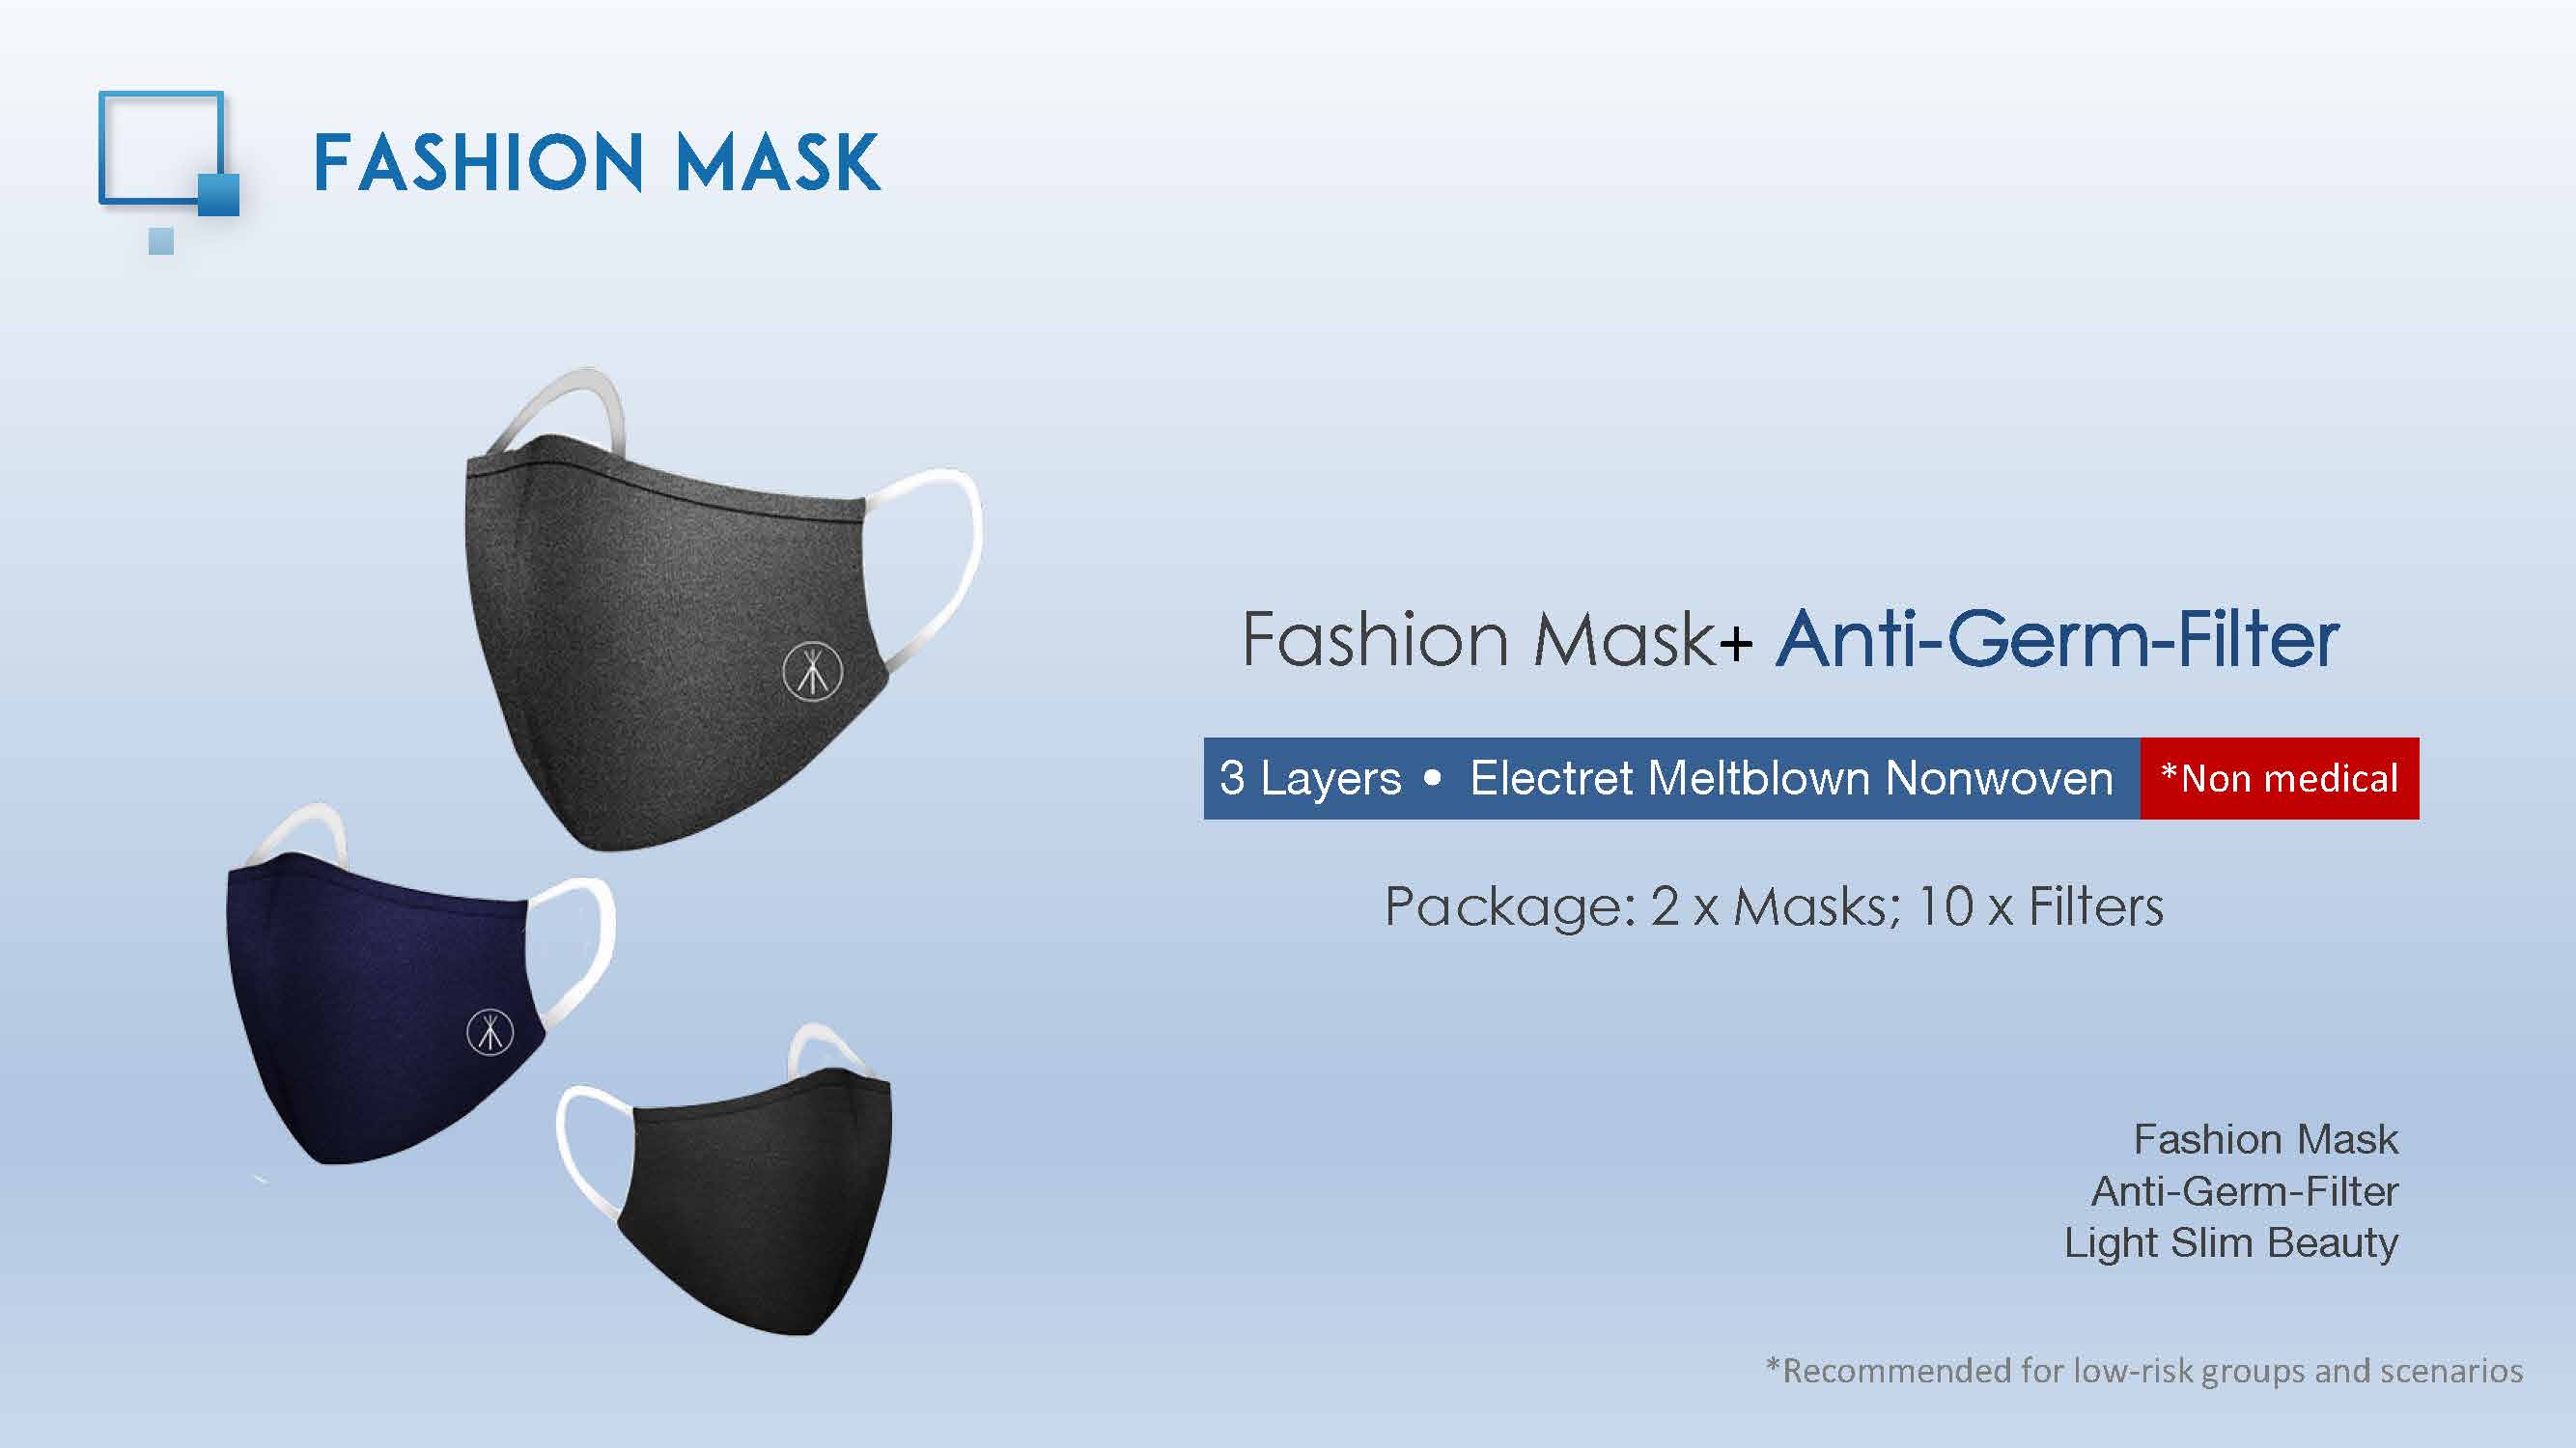 FASHION MASK
Fashion Mask+ Anti-Germ-Filter
3 Layers • Electret Meltblown Nonwoven *Non medical
Package: 2 x Masks; 10 x Filters
Fashion Mask
Anti-Germ-Filter
Light Slim Beauty
*Recommended for low-risk groups and scenarios